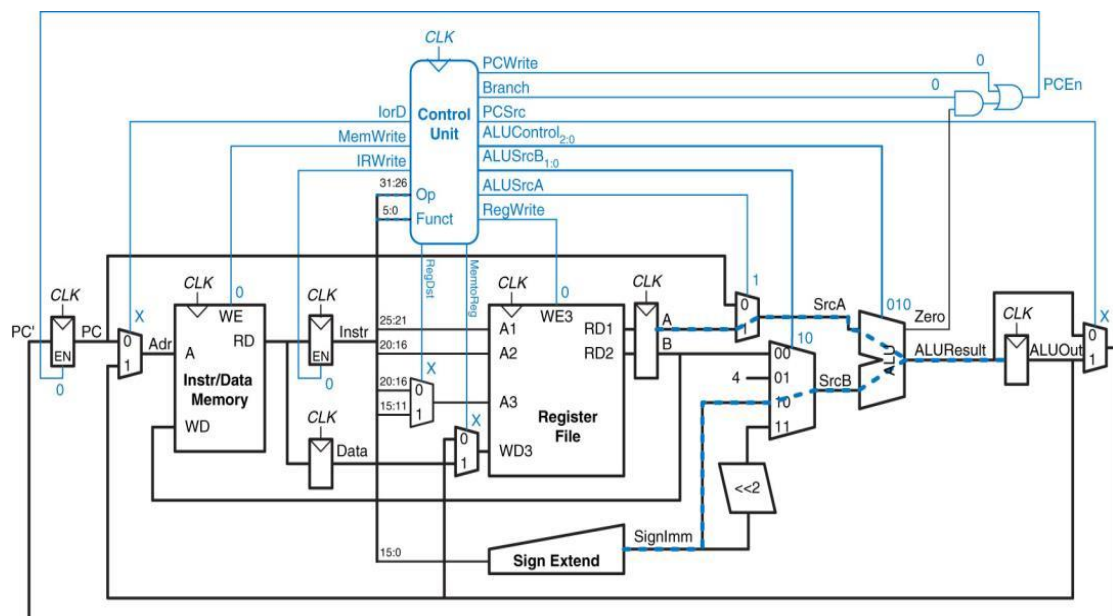 CLK
PCWrite
0
Branch
0
PCEn
IorD
Control
Unit
PCSrc
MemWrite
ALUControl2:0
IRWrite
ALUSrcB1:0
31:26
Op
ALUSrcA
5:0
Funct
RegWrite
RegDst
MemtoReg
CLK
CLK
CLK
CLK
CLK
1
X
0
0
0
SrcA
010
X
PC'
PC
EN
0
0
1
Adr
WE
RD
A
Instr/Data
Memory
WD
EN
0
Instr
25:21
A1
WE3
RD1
A
0
1
Zero
CLK
0
1
20:16
A2
RD2
B
10
00
ALU
ALUResult
ALUOut
4
01
SrcB
X
20:16
0
15:11
1
A3
10
CLK
Data
X
0
1
WD3
Register
File
11
<<2
SignImm
15:0
Sign Extend